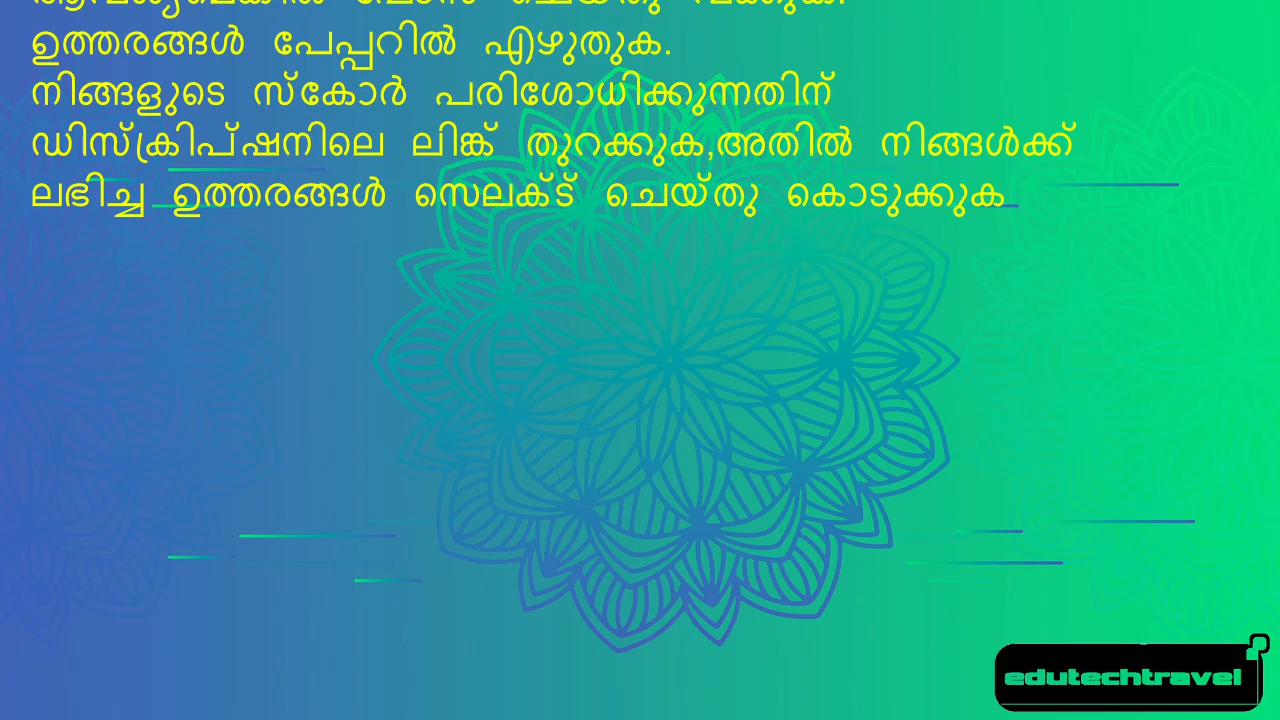 ഉത്തരങ്ങൾ പേപ്പറിൽ എഴുതുക.
നിങ്ങളുടെ സ്കോർ പരിശോധിക്കുന്നതിന്
ഡിസ്ക്രിപ്ഷനിലെ ലിങ്ക് തുറക്കുക,അതിൽ നിങ്ങൾക്ക്
ലഭിച്ച ഉത്തരങ്ങൾ സെലക്ട് ചെയ്തു കൊടുക്കുക
edutechtravel